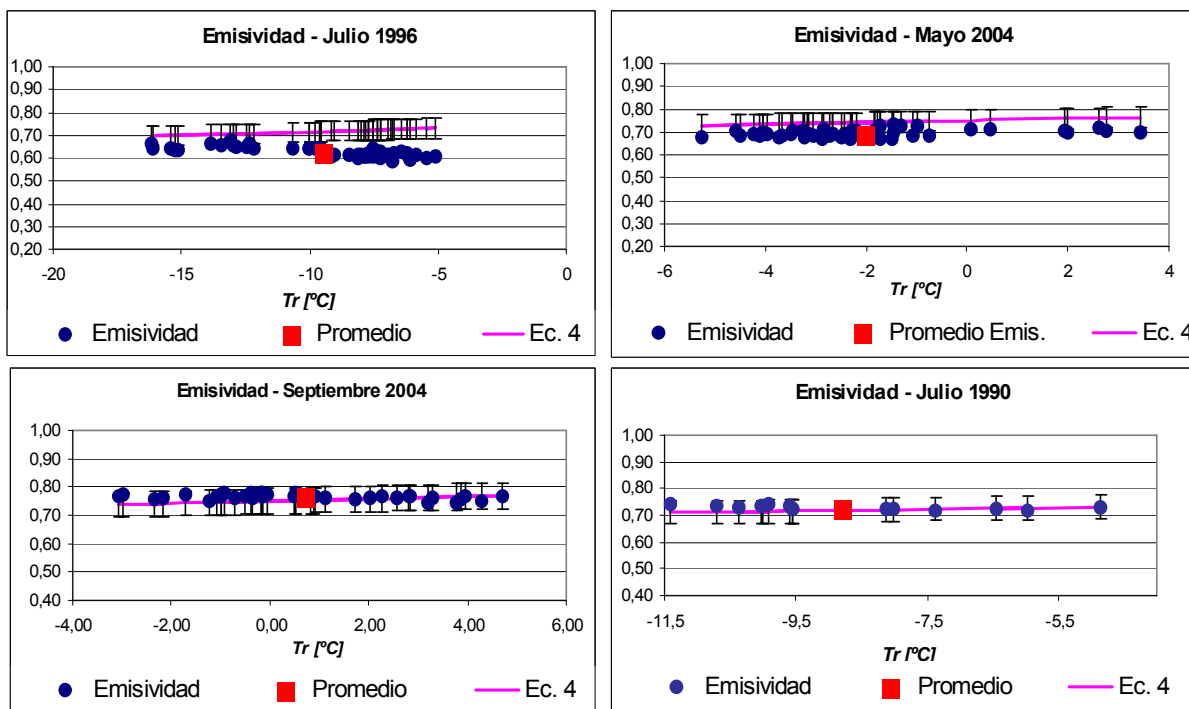 Emisividad - Julio 1996
1,00
0,90
0,80
0,70
0,60
0,50
0,40
0,30
0,20
-20 -15 -10 -5 0
Tr [ºC]
Emisividad Promedio Ec. 4
Emisividad - Mayo 2004
1,00
0,90
0,80
0,70
0,60
0,50
0,40
0,30
0,20
-6 -4 -2 0 2 4
Tr [ºC]
Emisividad Promedio Emis. Ec. 4
Emisividad - Septiembre 2004
1,00
0,90
0,80
0,70
0,60
0,50
0,40
-4,00 -2,00 0,00 2,00 4,00 6,00
Tr [ºC]
Emisividad Promedio Ec. 4
Emisividad - Julio 1990
1,00
0,90
0,80
0,70
0,60
0,50
0,40
-11,5 -9,5 -7,5 -5,5
Tr [ºC]
Emisividad Promedio Ec. 4